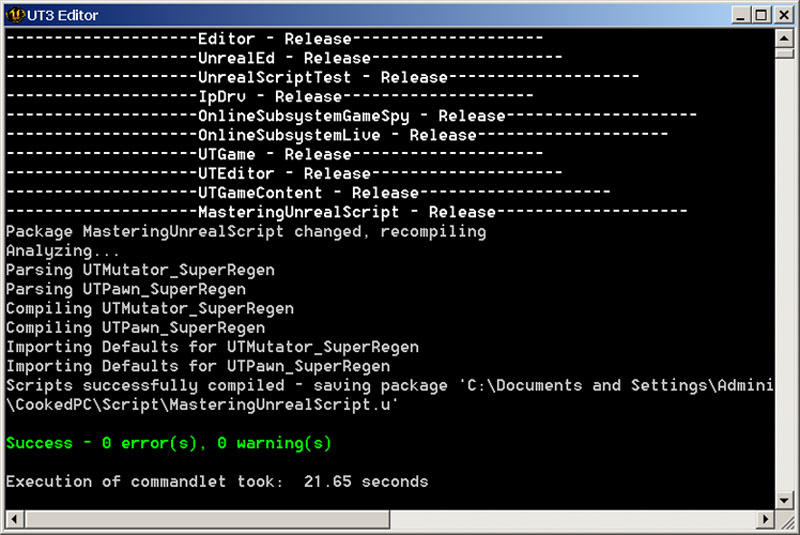 UT3 Editor
--------------------Editor - Release--------------------
--------------------UnrealEd - Release--------------------
--------------------UnrealScriptTest - Release--------------------
--------------------IpDrv - Release--------------------
--------------------OnlineSubsystemGameSpy - Release--------------------
--------------------OnlineSubsystemLive - Release--------------------
--------------------UTGame - Release--------------------
--------------------UTEditor - Release--------------------
--------------------UTGameContent - Release--------------------
--------------------MasteringUnrealScript - Release--------------------
Package MasteringUnrealScript changed, recompiling
Analyzing...
Parsing UTMutator_SuperRegen
Parsing UTPawn_SuperRegen
Compiling UTMutator_SuperRegen
Compiling UTPawn_SuperRegen
Importing Defaults for UTMutator_SuperRegen
Importing Defaults for UTPawn_SuperRegen
Scripts successfully compiled - saving package 'C:\Documents and Settings\Admini
\CookedPC\Script\MasteringUnrealScript.u'
Success - 0 error(s), 0 warning(s)
Execution of commandlet took:  21.65 seconds